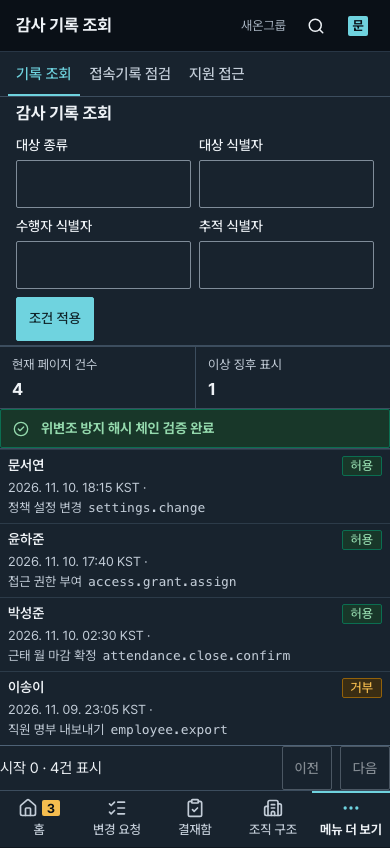 감사 기록 조회
새온그룹
문
기록 조회 접속기록 점검 지원 접근
감사 기록 조회
대상 종류 대상 식별자
수행자 식별자 추적 식별자
조건 적용
현재 페이지 건수 이상 징후 표시
4 1
위변조 방지 해시 체인 검증 완료
문서연 허용
2026. 11. 10. 18:15 KST ·
정책 설정 변경 settings.change
윤하준 허용
2026. 11. 10. 17:40 KST ·
접근 권한 부여 access.grant.assign
박성준 허용
2026. 11. 10. 02:30 KST ·
근태 월 마감 확정 attendance.close.confirm
이송이 거부
2026. 11. 09. 23:05 KST ·
직원 명부 내보내기 employee.export
시작 0 · 4건 표시 이전 다음
3
홈 변경 요청 결재함 조직 구조 메뉴 더 보기